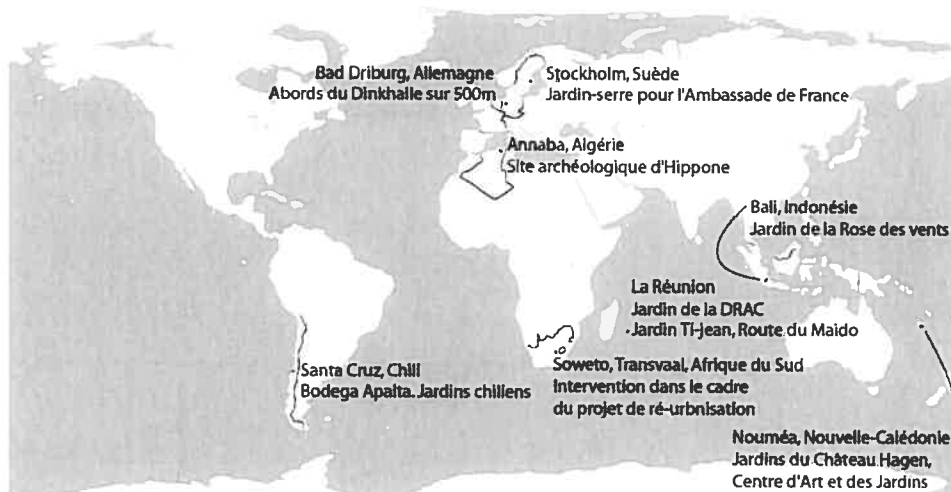 Bad Driburg, Allemagne
Abords du Dinkhalle sur 500m
Stockholm, Suède
Jardin-serre pour l'Ambassade de France
Annaba, Algérie
Site archéologique d'Hippone
Bali, Indonésie
Jardin de la Rose des vents
La Réunion
Jardin de la DRAC
Jardin Ti-Jean, Route du Maido
Soweto, Transvaal, Afrique du Sud
Intervention dans le cadre
du projet de ré-urbnisation
Santa Cruz, Chili
Bodega Apalta. Jardins chiliens
Nouméa, Nouvelle-Calédonie
Jardins du Château Hagen,
Centre d'Art et des Jardins